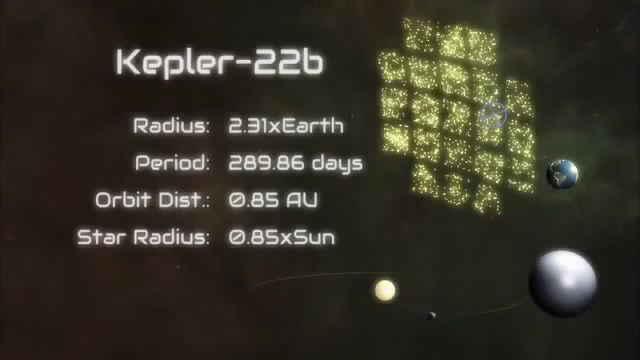 Kepler-22b
Radius: 2.31xEarth
Period: 289.86 days
Orbit Dist.: 0.85 AU
Star Radius: 0.85xSun